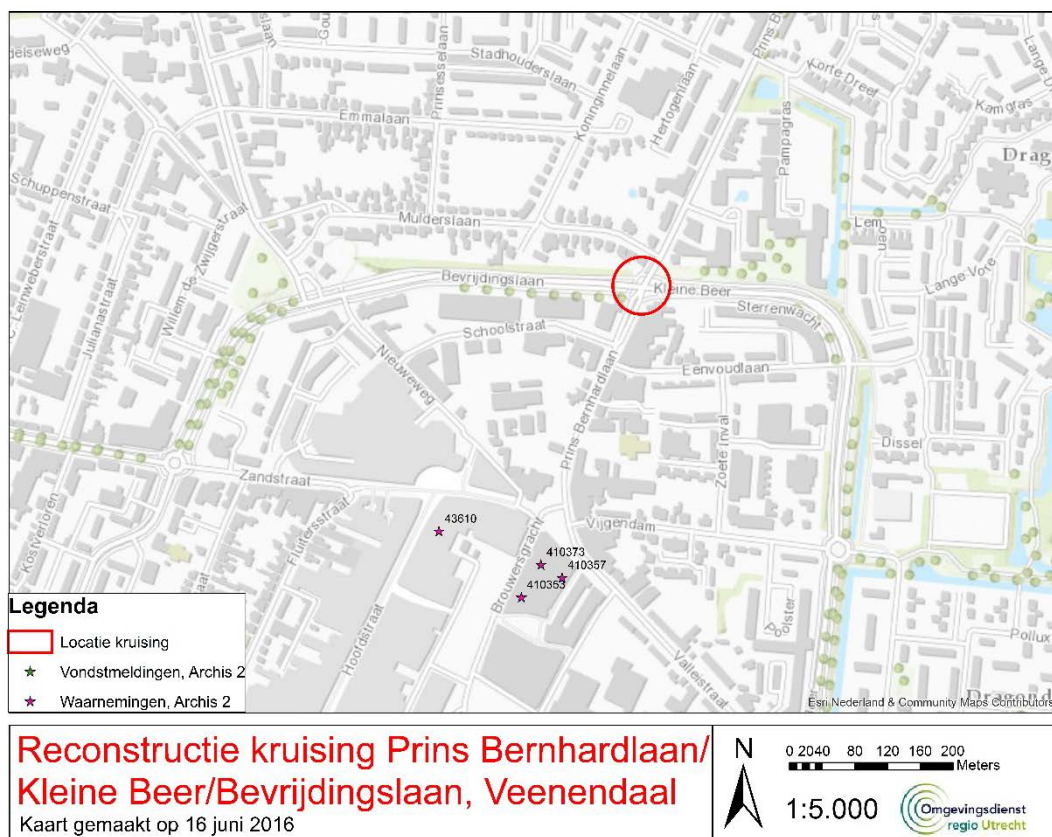 delseweg
Stadhouderslaan
Prinsesselaan
Koninginnelaan
Hertogenlaan
Korte Dreef
Kamgras
Emmalaan
Pampagras
Schuppenstraat
Willem de Zwijgerstraat
Mulderslaan
Lem
Loen
Lange Vore
Julianastraat
Bevrijdingslaan
Kleine Beer
Sterrenwacht
Schoolstraat
Nieuweweg
Eenvoudlaan
Prins Bernhardlaan
Zoete Inval
Dissel
Zandstraat
Kostverloren
Fluitersstraat
43610
Brouwersgracht
Vijgendam
410373
410357
410353
Hoofdstraat
Poolster
Pollux
Valleistraat
Legenda
Locatie kruising
Vondstmeldingen, Archis 2
Waarnemingen, Archis 2
Esri Nederland & Community Maps Contributors
Reconstructie kruising Prins Bernhardlaan/
Kleine Beer/Bevrijdingslaan, Veenendaal
Kaart gemaakt op 16 juni 2016
N
0 20 40 80 120 160 200
Meters
1:5.000
Omgevingsdienst
regio Utrecht